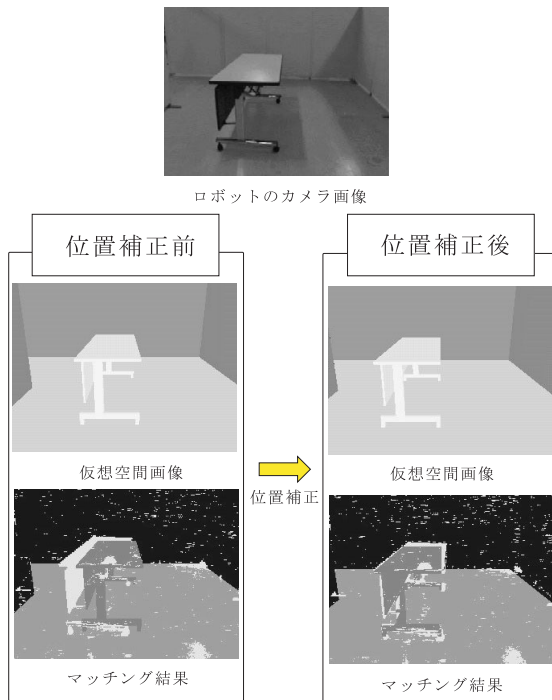 ロボットのカメラ画像
位置補正前
仮想空間画像
マッチング結果
位置補正
位置補正後
仮想空間画像
マッチング結果